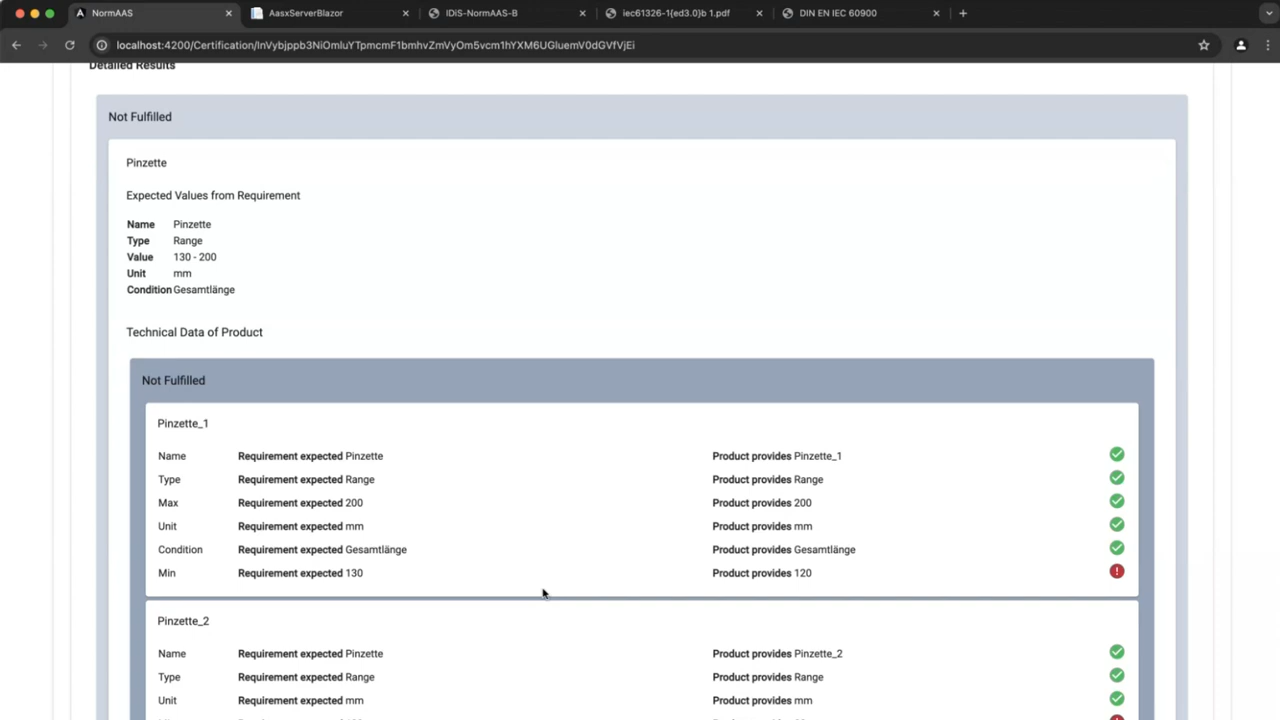 NormAAS
AasxServerBlazor
IDiS-NormAAS-B
iec61326-1{ed3.0}b 1.pdf
DIN EN IEC 60900
Detailed Results
Not Fulfilled
Pinzette
Expected Values from Requirement
Name Pinzette
Type Range
Value 130 - 200
Unit mm
Condition Gesamtlänge
Technical Data of Product
Not Fulfilled
Pinzette_1
Name Requirement expected Pinzette Product provides Pinzette_1
Type Requirement expected Range Product provides Range
Max Requirement expected 200 Product provides 200
Unit Requirement expected mm Product provides mm
Condition Requirement expected Gesamtlänge Product provides Gesamtlänge
Min Requirement expected 130 Product provides 120
Pinzette_2
Name Requirement expected Pinzette Product provides Pinzette_2
Type Requirement expected Range Product provides Range
Unit Requirement expected mm Product provides mm